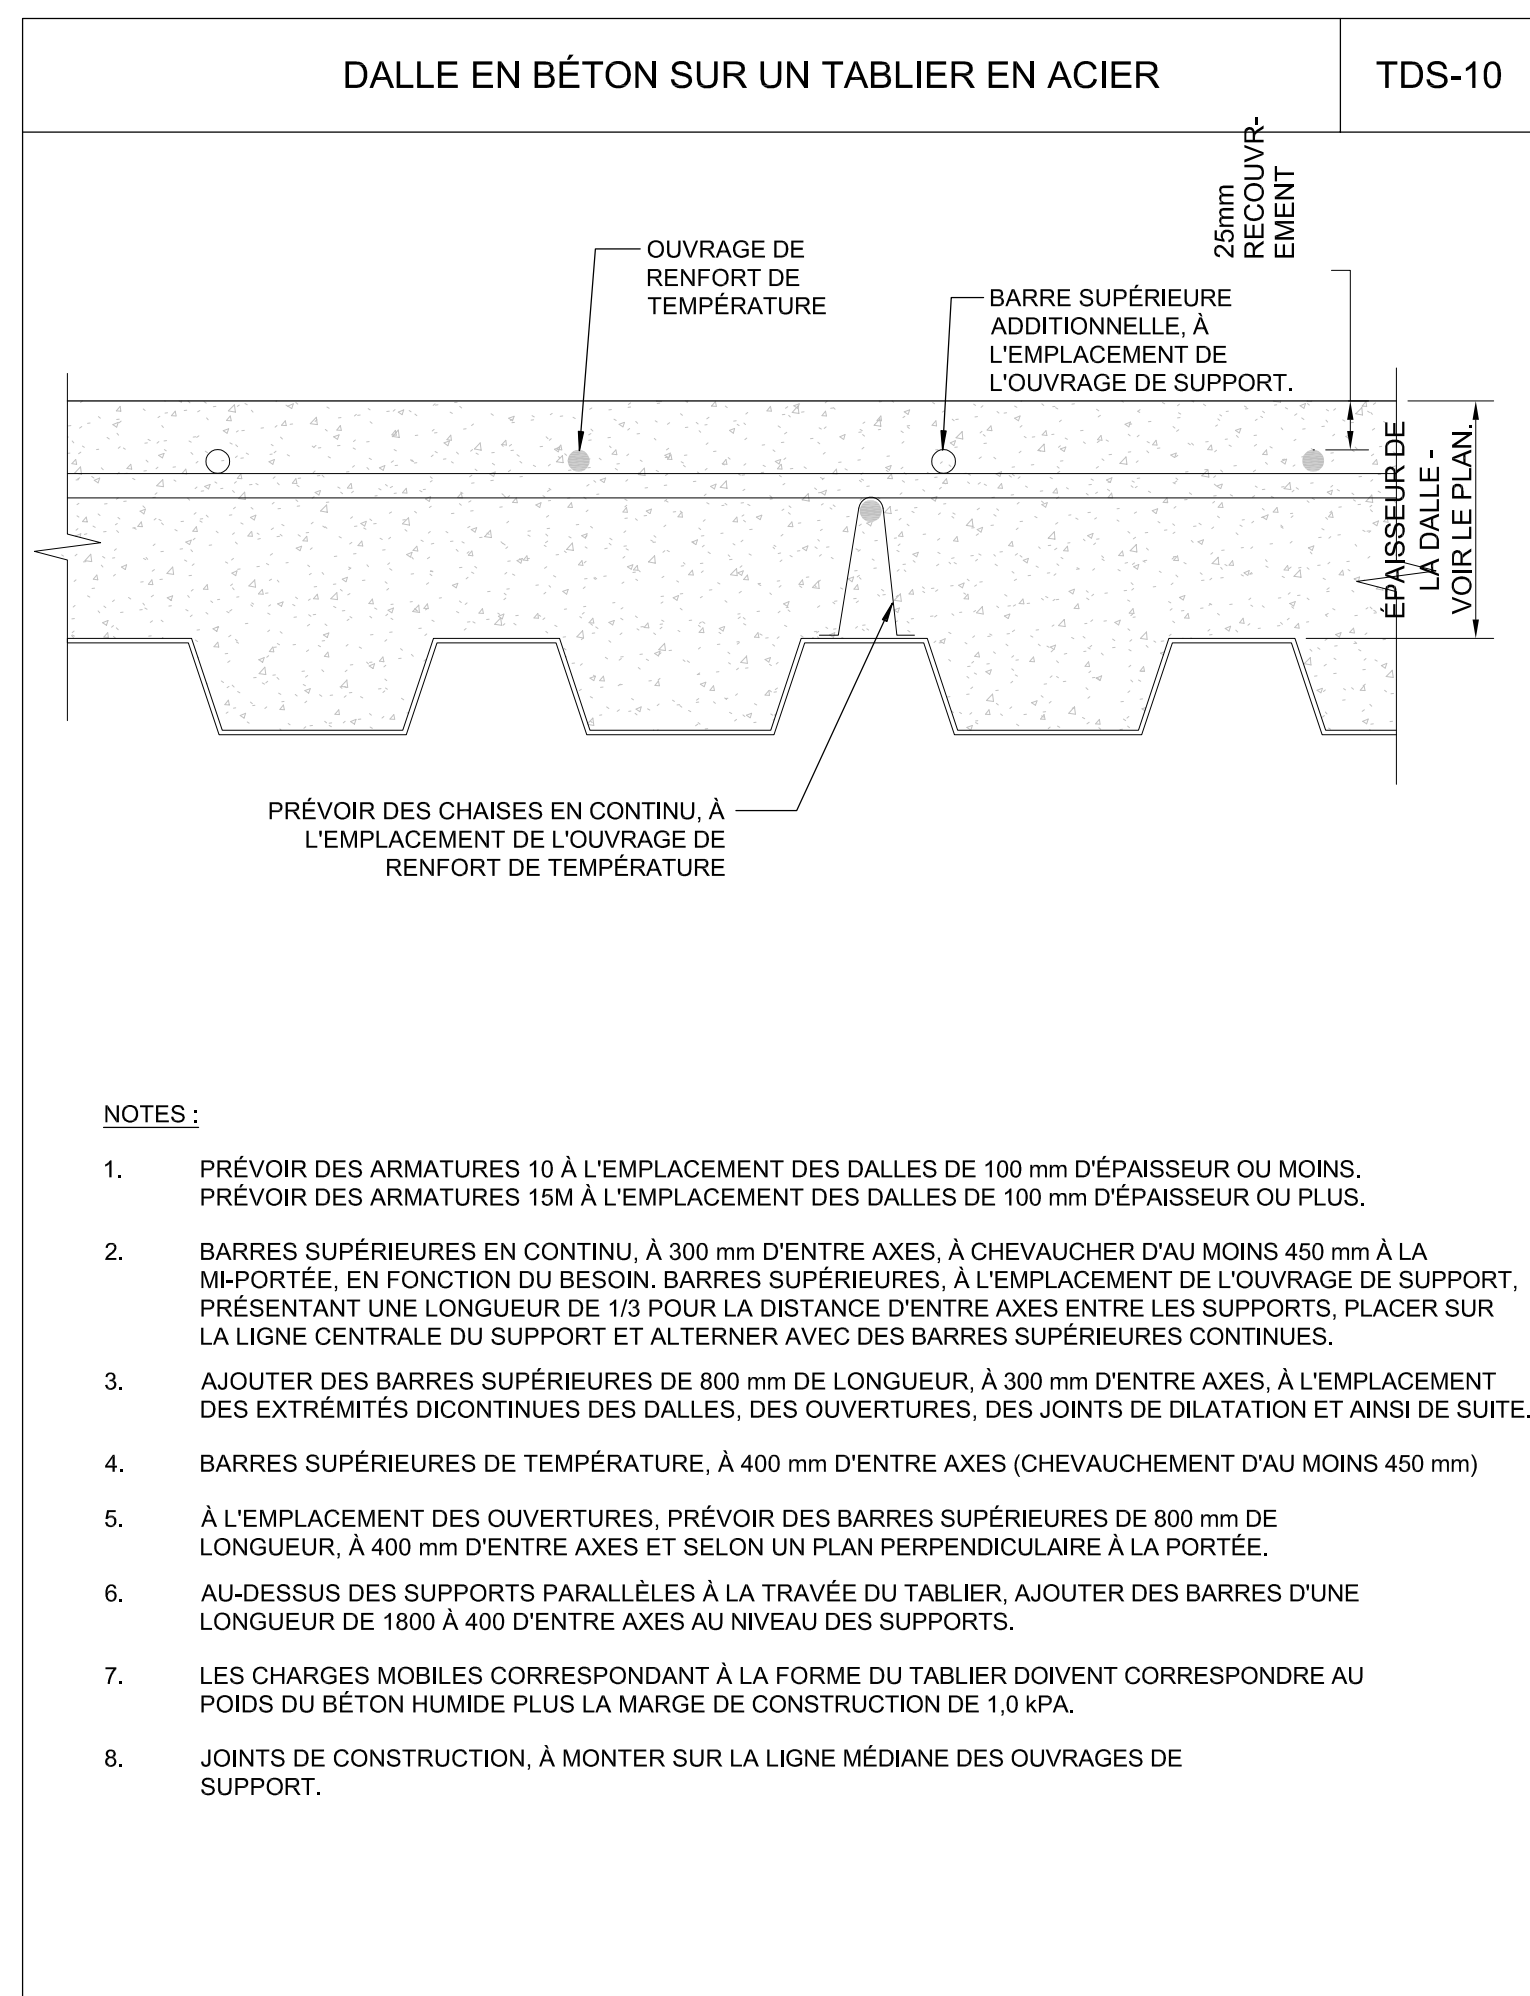 DALLE EN BÉTON SUR UN TABLIER EN ACIER
TDS-10
25mm
RECOUVR-
EMENT
OUVRAGE DE
RENFORT DE
TEMPÉRATURE
BARRE SUPÉRIEURE
ADDITIONNELLE, À
L'EMPLACEMENT DE
L'OUVRAGE DE SUPPORT.
ÉPAISSEUR DE
LA DALLE -
VOIR LE PLAN.
PRÉVOIR DES CHAISES EN CONTINU, À
L'EMPLACEMENT DE L'OUVRAGE DE
RENFORT DE TEMPÉRATURE
NOTES :
1. PRÉVOIR DES ARMATURES 10 À L'EMPLACEMENT DES DALLES DE 100 mm D'ÉPAISSEUR OU MOINS.
PRÉVOIR DES ARMATURES 15M À L'EMPLACEMENT DES DALLES DE 100 mm D'ÉPAISSEUR OU PLUS.
2. BARRES SUPÉRIEURES EN CONTINU, À 300 mm D'ENTRE AXES, À CHEVAUCHER D'AU MOINS 450 mm À LA
MI-PORTÉE, EN FONCTION DU BESOIN. BARRES SUPÉRIEURES, À L'EMPLACEMENT DE L'OUVRAGE DE SUPPORT,
PRÉSENTANT UNE LONGUEUR DE 1/3 POUR LA DISTANCE D'ENTRE AXES ENTRE LES SUPPORTS, PLACER SUR
LA LIGNE CENTRALE DU SUPPORT ET ALTERNER AVEC DES BARRES SUPÉRIEURES CONTINUES.
3. AJOUTER DES BARRES SUPÉRIEURES DE 800 mm DE LONGUEUR, À 300 mm D'ENTRE AXES, À L'EMPLACEMENT
DES EXTRÉMITÉS DICONTINUES DES DALLES, DES OUVERTURES, DES JOINTS DE DILATATION ET AINSI DE SUITE.
4. BARRES SUPÉRIEURES DE TEMPÉRATURE, À 400 mm D'ENTRE AXES (CHEVAUCHEMENT D'AU MOINS 450 mm)
5. À L'EMPLACEMENT DES OUVERTURES, PRÉVOIR DES BARRES SUPÉRIEURES DE 800 mm DE
LONGUEUR, À 400 mm D'ENTRE AXES ET SELON UN PLAN PERPENDICULAIRE À LA PORTÉE.
6. AU-DESSUS DES SUPPORTS PARALLÈLES À LA TRAVÉE DU TABLIER, AJOUTER DES BARRES D'UNE
LONGUEUR DE 1800 À 400 D'ENTRE AXES AU NIVEAU DES SUPPORTS.
7. LES CHARGES MOBILES CORRESPONDANT À LA FORME DU TABLIER DOIVENT CORRESPONDRE AU
POIDS DU BÉTON HUMIDE PLUS LA MARGE DE CONSTRUCTION DE 1,0 kPA.
8. JOINTS DE CONSTRUCTION, À MONTER SUR LA LIGNE MÉDIANE DES OUVRAGES DE
SUPPORT.